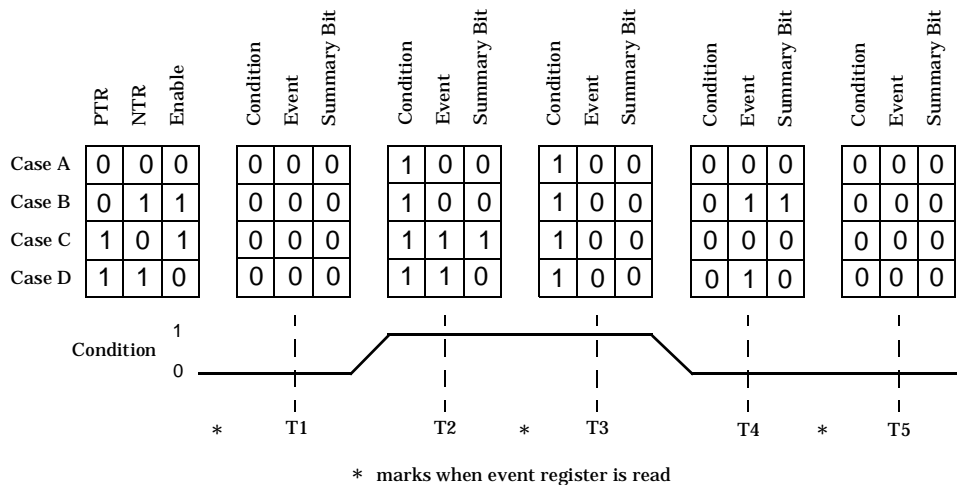 PTR NTR Enable Condition Event Summary Bit Condition Event Summary Bit Condition Event Summary Bit Condition Event Summary Bit Condition Event Summary Bit
Case A 0 0 0 0 0 0 1 0 0 1 0 0 0 0 0 0 0 0
Case B 0 1 1 0 0 0 1 0 0 1 0 0 0 1 1 0 0 0
Case C 1 0 1 0 0 0 1 1 1 1 0 0 0 0 0 0 0 0
Case D 1 1 0 0 0 0 1 1 0 1 0 0 0 1 0 0 0 0
1
Condition
0
* T1 T2 * T3 T4 * T5
* marks when event register is read